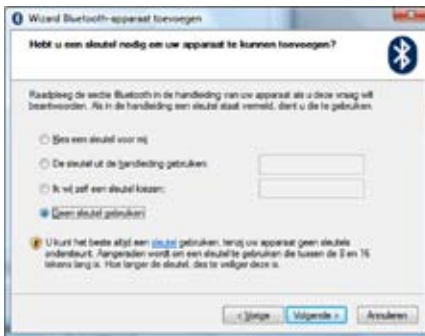 Wizard Bluetooth-apparaat toevoegen
Hebt u een sleutel nodig om uw apparaat te kunnen toevoegen?
Raadpleeg de sectie Bluetooth in de handleiding van uw apparaat als u deze vraag wilt
beantwoorden. Als in de handleiding een sleutel staat vermeld, dient u die te gebruiken.
Kies een sleutel voor mij
De sleutel uit de handleiding gebruiken:
Ik wil zelf een sleutel kiezen:
Geen sleutel gebruiken
U kunt het beste altijd een sleutel gebruiken, tenzij uw apparaat geen sleutels
ondersteunt. Aangeraden wordt om een sleutel te gebruiken die tussen de 8 en 16
tekens lang is. Hoe langer de sleutel, des te veiliger deze is.
< Vorige Volgende > Annuleren